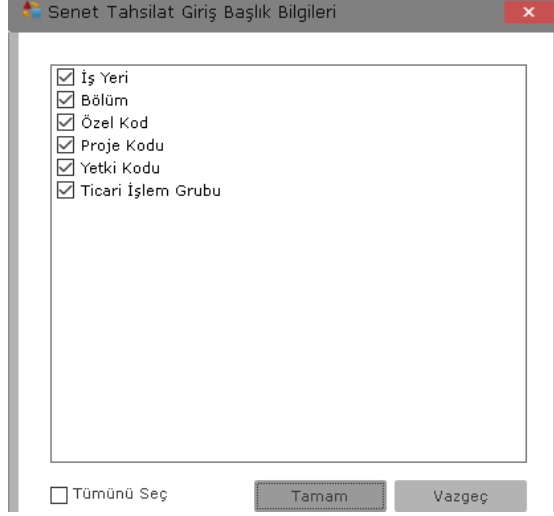 Senet Tahsilat Giriş Başlık Bilgileri
İş Yeri
Bölüm
Özel Kod
Proje Kodu
Yetki Kodu
Ticari İşlem Grubu
Tümünü Seç Tamam Vazgeç